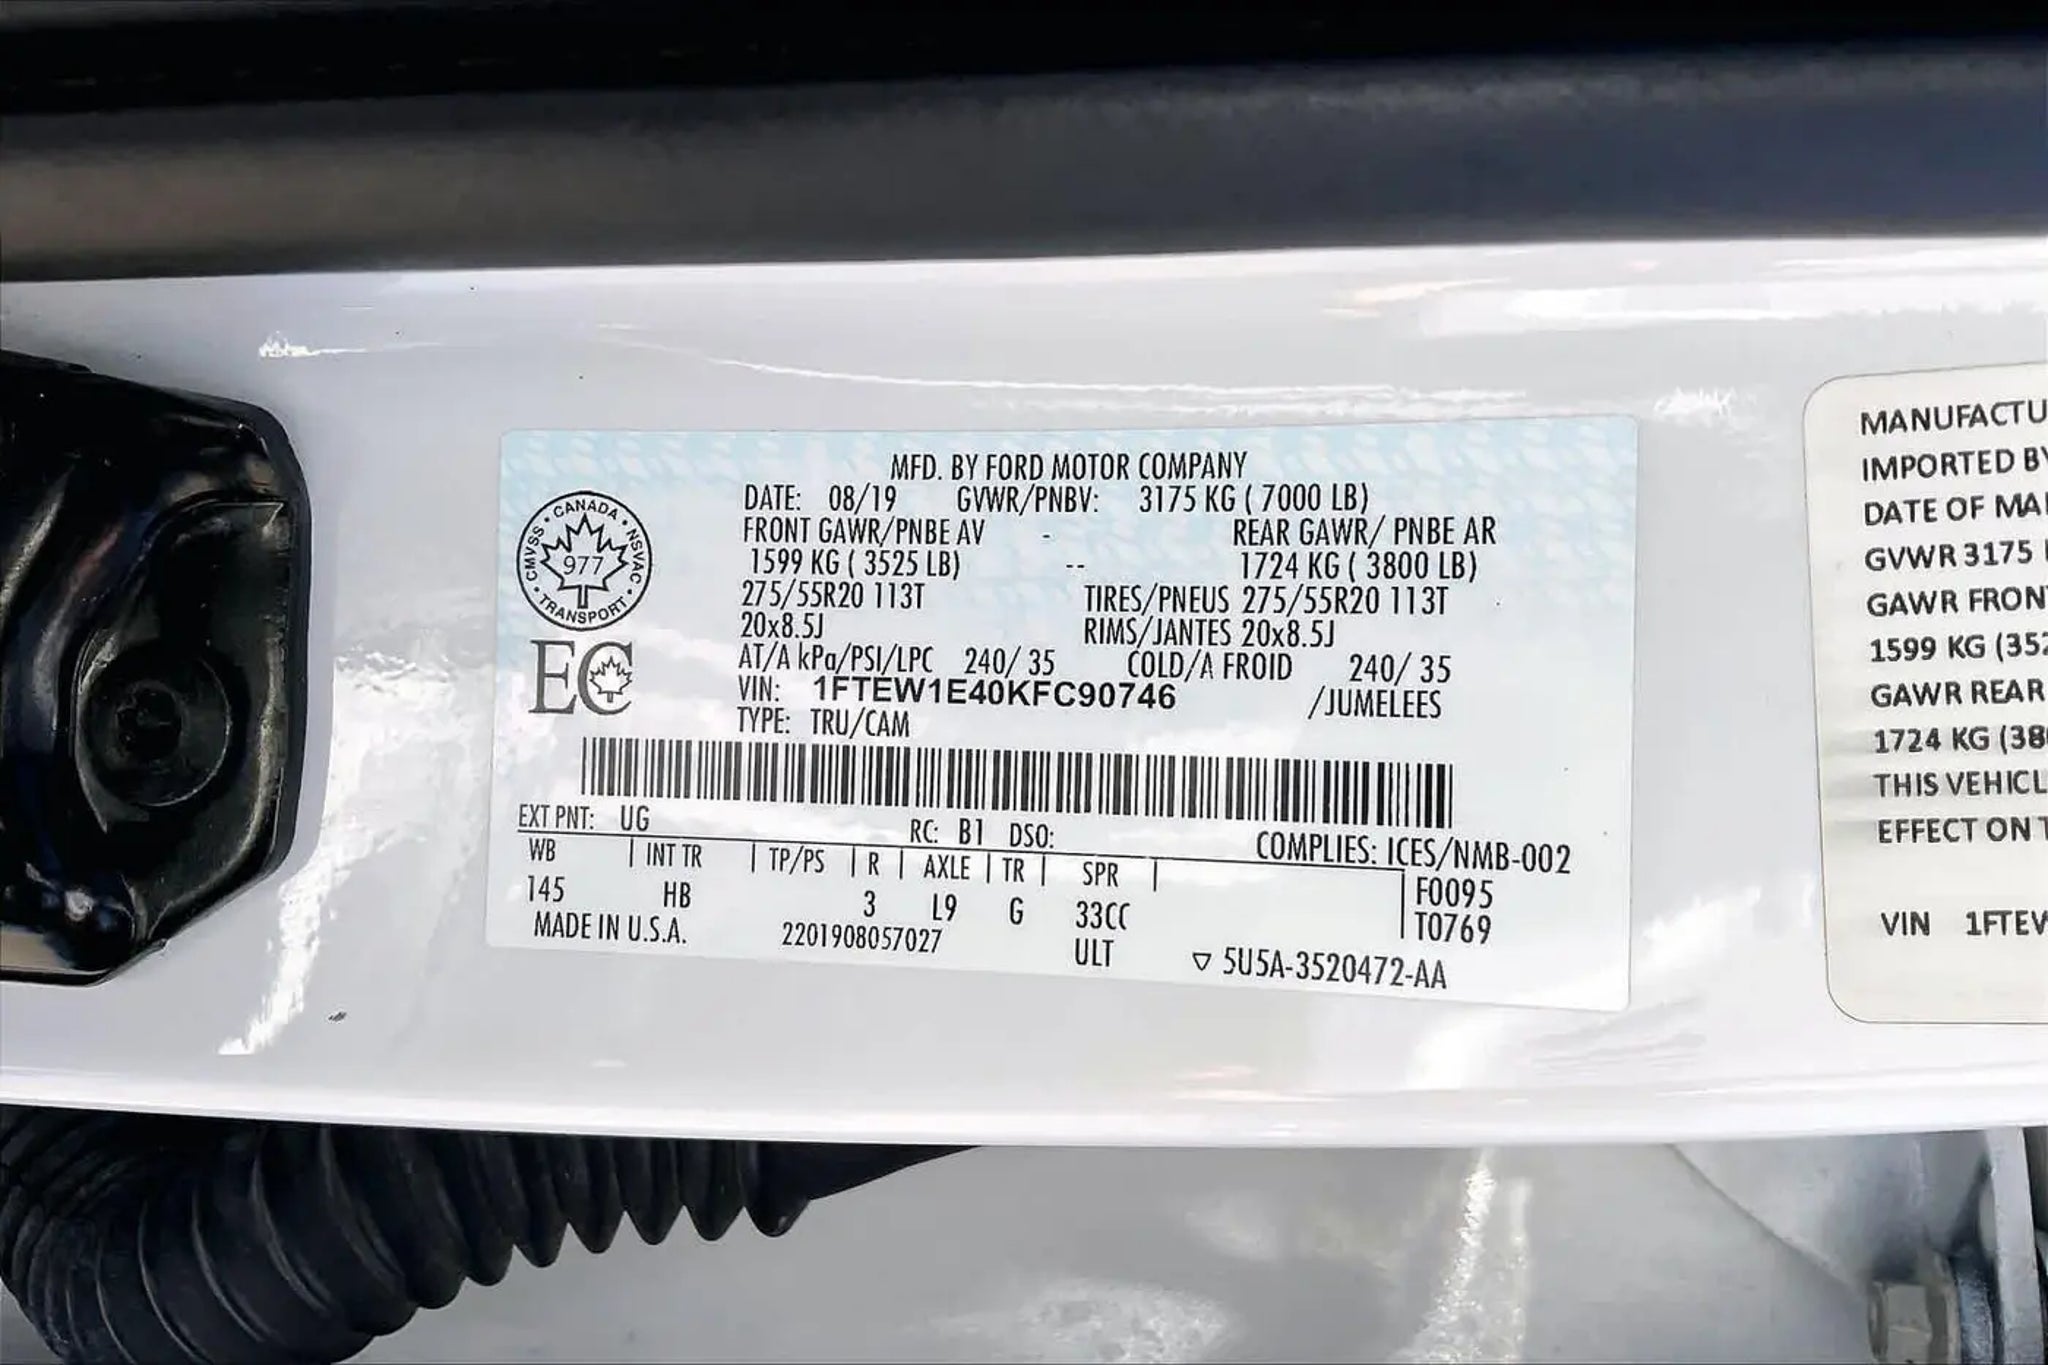 MFD. BY FORD MOTOR COMPANY
DATE: 08/19 GVWR/PNBV: 3175 KG ( 7000 LB)
FRONT GAWR/PNBE AV - REAR GAWR/ PNBE AR
1599 KG ( 3525 LB) -- 1724 KG ( 3800 LB)
275/55R20 113T TIRES/PNEUS 275/55R20 113T
20x8.5J RIMS/JANTES 20x8.5J
AT/A kPa/PSI/LPC 240/ 35 COLD/A FROID 240/ 35
VIN: 1FTEW1E40KFC90746 /JUMELEES
TYPE: TRU/CAM
CANADA
CMVSS NSVAC
977
TRANSPORT
EC
EXT PNT: UG RC: B1 DSO: COMPLIES: ICES/NMB-002
WB | INT TR | TP/PS | R | AXLE | TR | SPR | F0095
145 HB 3 L9 G 33CC | T0769
MADE IN U.S.A. 2201908057027 ULT ▽ 5U5A-3520472-AA
MANUFACTU
IMPORTED BY
DATE OF MA
GVWR 3175
GAWR FRON
1599 KG (352
GAWR REAR
1724 KG (38
THIS VEHICL
EFFECT ON T
VIN 1FTEW